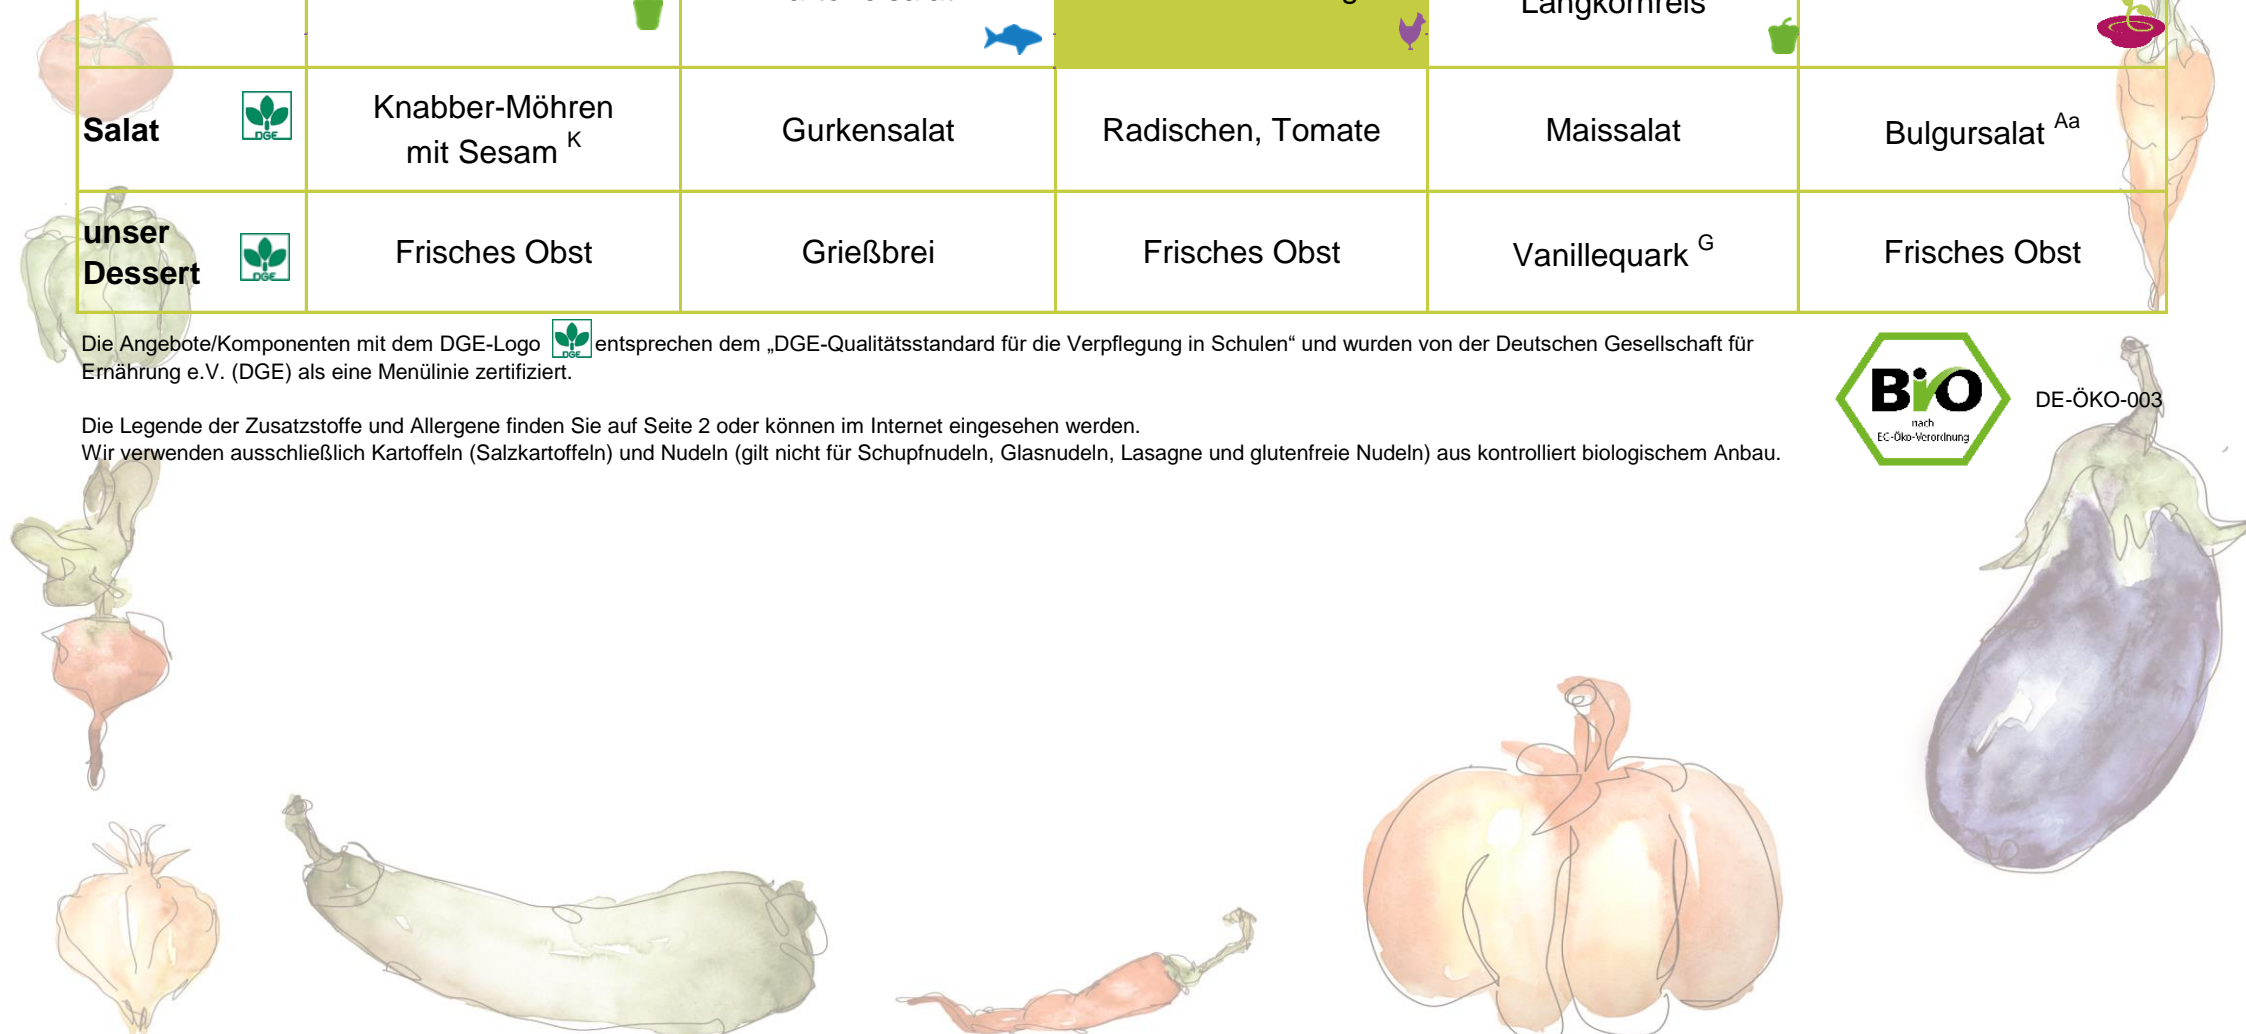 Langkornreis
Salat
DGE
Knabber-Möhren
mit Sesam K
Gurkensalat
Radischen, Tomate
Maissalat
Bulgursalat Aa
unser
Dessert
DGE
Frisches Obst
Grießbrei
Frisches Obst
Vanillequark G
Frisches Obst
Die Angebote/Komponenten mit dem DGE-Logo DGE entsprechen dem „DGE-Qualitätsstandard für die Verpflegung in Schulen“ und wurden von der Deutschen Gesellschaft für
Ernährung e.V. (DGE) als eine Menülinie zertifiziert.
Die Legende der Zusatzstoffe und Allergene finden Sie auf Seite 2 oder können im Internet eingesehen werden.
Wir verwenden ausschließlich Kartoffeln (Salzkartoffeln) und Nudeln (gilt nicht für Schupfnudeln, Glasnudeln, Lasagne und glutenfreie Nudeln) aus kontrolliert biologischem Anbau.
Bio
nach
EG-Öko-Verordnung
DE-ÖKO-003